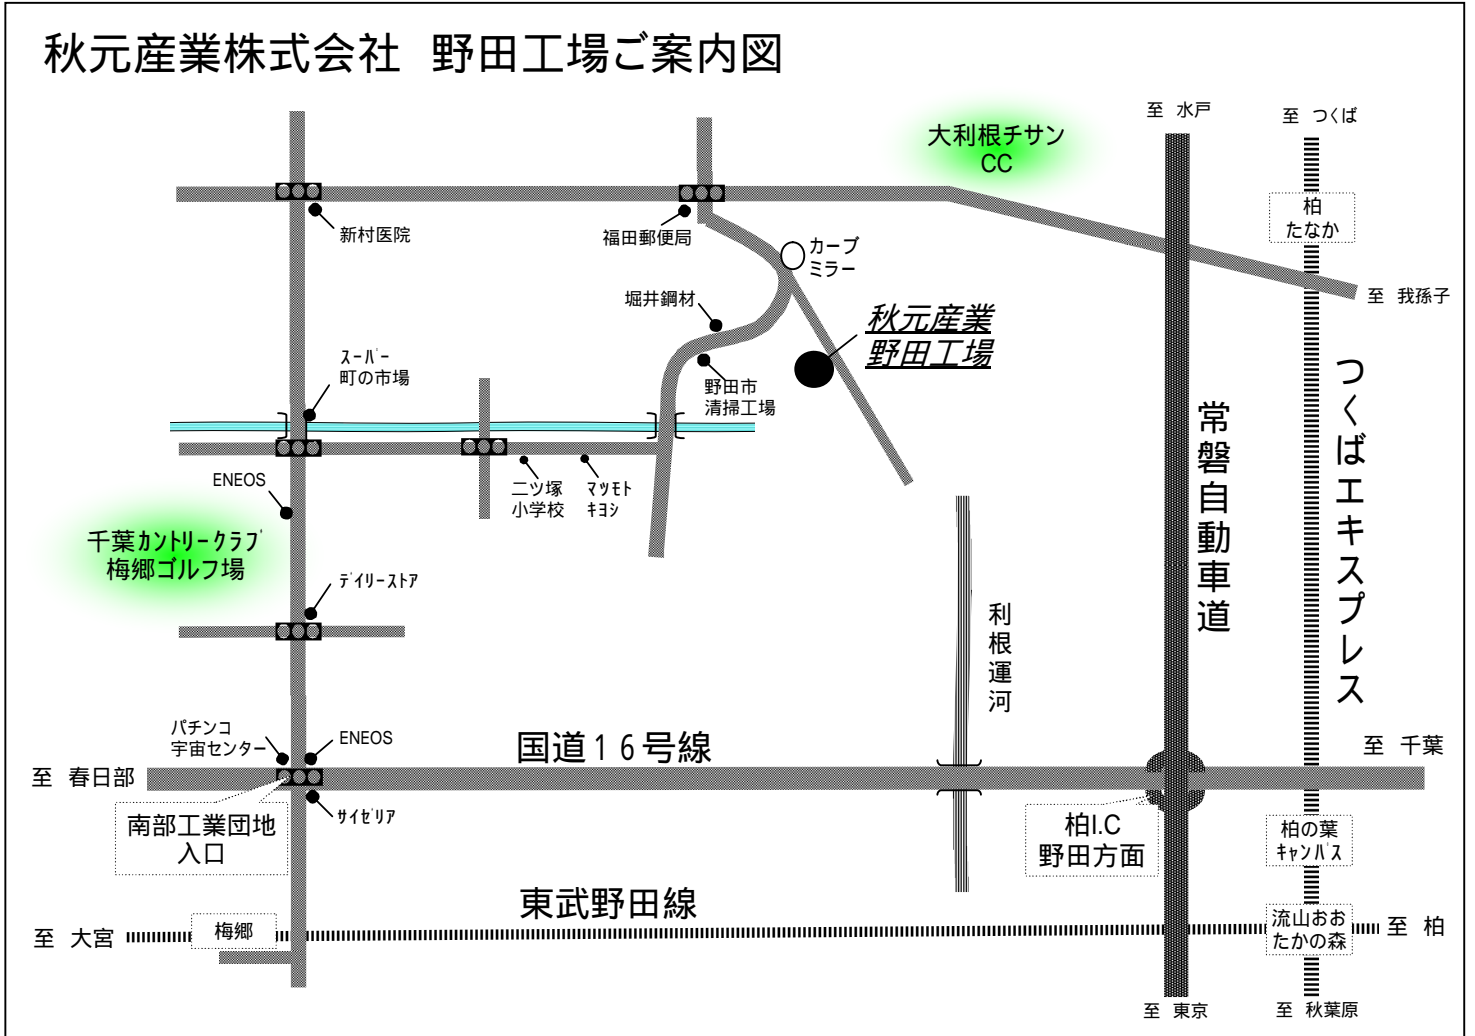 秋元産業株式会社 野田工場ご案内図
大利根チサン
CC
至 水戸
至 つくば
柏
たなか
新村医院
福田郵便局
カーブ
ミラー
堀井鋼材
至 我孫子
秋元産業
野田工場
ｽｰﾊﾟｰ
町の市場
野田市
清掃工場
つくばエキスプレス
常磐自動車道
ENEOS
二ツ塚
小学校
ﾏﾂﾓﾄ
ｷﾖｼ
千葉ｶﾝﾄﾘｰｸﾗﾌﾞ
梅郷ゴルフ場
ﾃﾞｲﾘｰｽﾄｱ
利根運河
パチンコ
宇宙センター
ENEOS
国道１６号線
至 千葉
至 春日部
ｻｲｾﾞﾘｱ
南部工業団地
入口
柏I.C
野田方面
柏の葉
ｷｬﾝﾊﾟｽ
東武野田線
至 大宮
梅郷
流山おお
たかの森
至 柏
至 東京
至 秋葉原